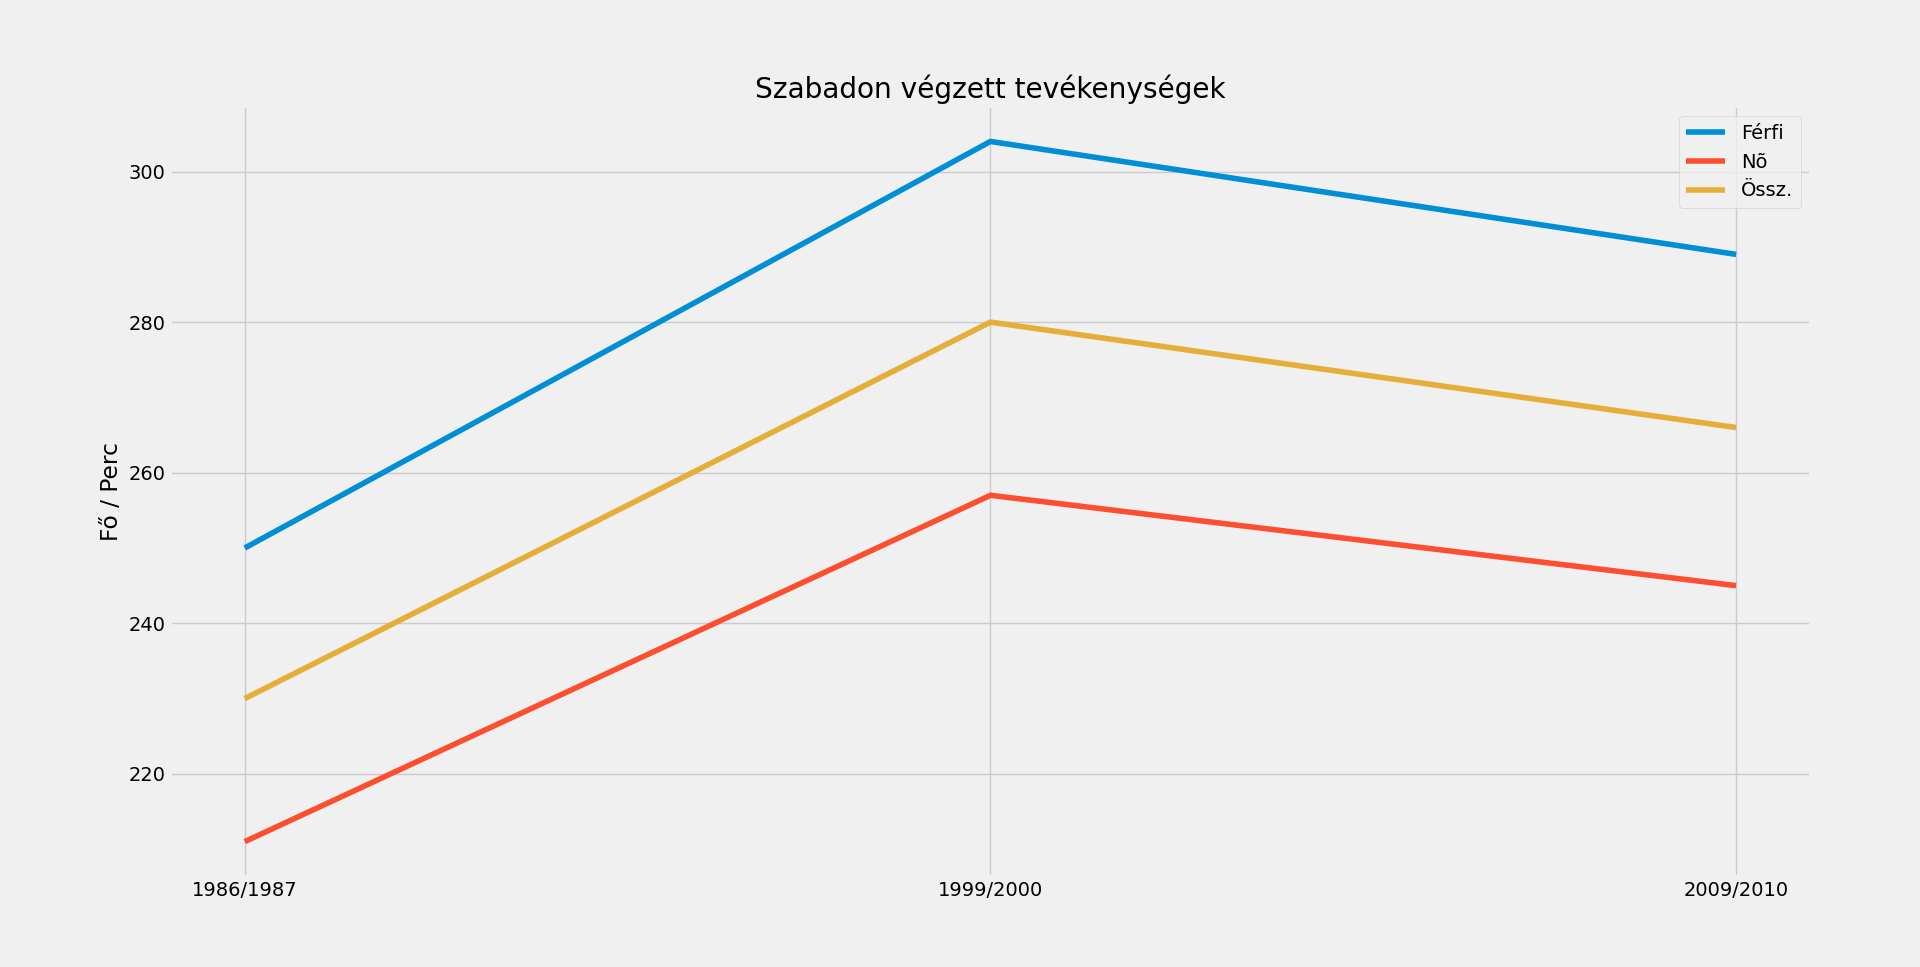 Szabadon végzett tevékenységek
Férfi
Nõ
Össz.
Fő / Perc
300
280
260
240
220
1986/1987
1999/2000
2009/2010